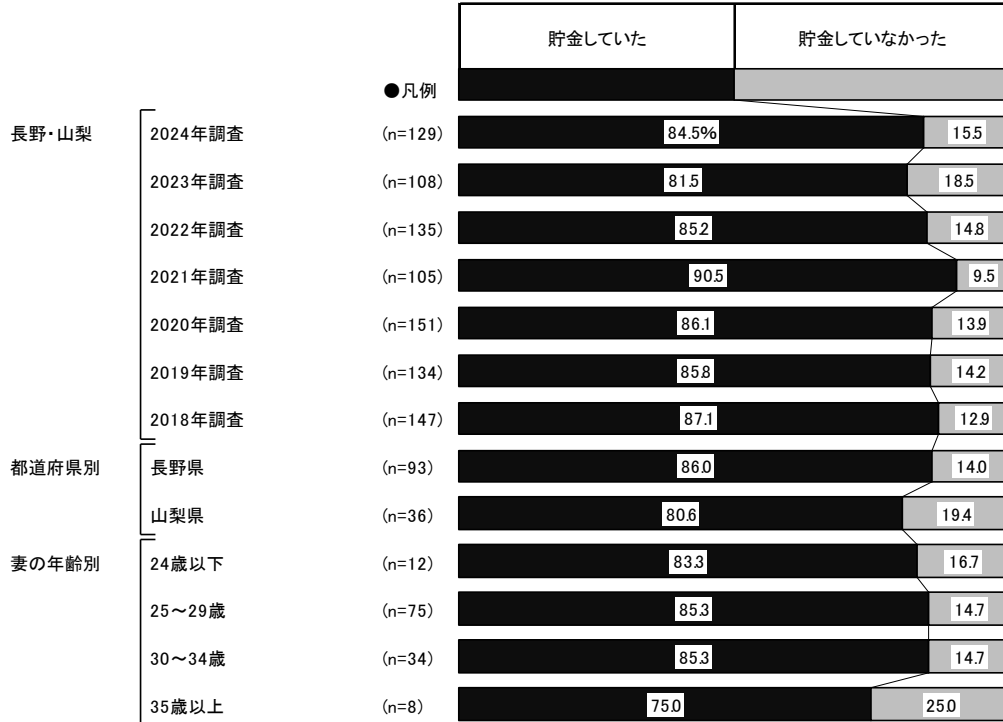 貯金していた 貯金していなかった
●凡例
長野・山梨 2024年調査 (n=129) 84.5% 15.5
2023年調査 (n=108) 81.5 18.5
2022年調査 (n=135) 85.2 14.8
2021年調査 (n=105) 90.5 9.5
2020年調査 (n=151) 86.1 13.9
2019年調査 (n=134) 85.8 14.2
2018年調査 (n=147) 87.1 12.9
都道府県別 長野県 (n=93) 86.0 14.0
山梨県 (n=36) 80.6 19.4
妻の年齢別 24歳以下 (n=12) 83.3 16.7
25～29歳 (n=75) 85.3 14.7
30～34歳 (n=34) 85.3 14.7
35歳以上 (n=8) 75.0 25.0